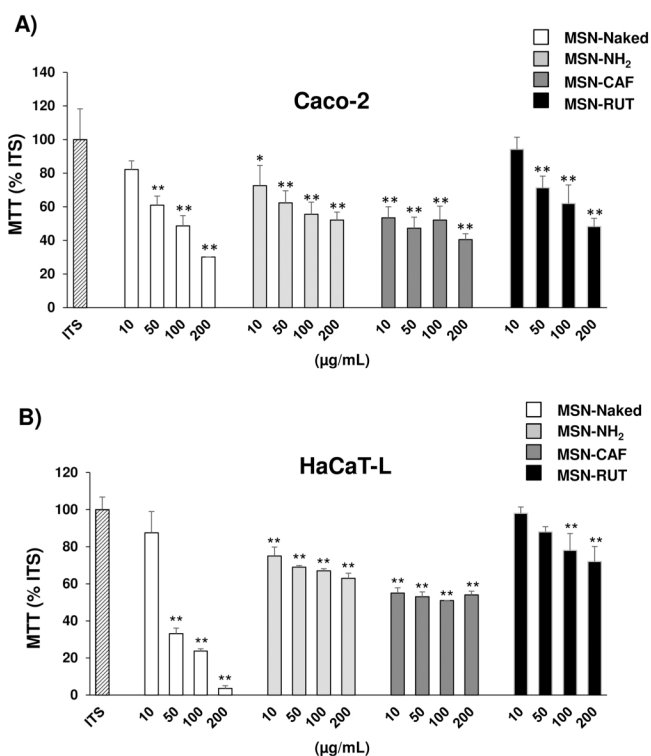 A)
MSN-Naked
MSN-NH₂
MSN-CAF
MSN-RUT
Caco-2
MTT (% ITS)
140
120
100
80
60
40
20
0
** ** **
* ** ** **
** ** ** **
** ** **
ITS 10 50 100 200 10 50 100 200 10 50 100 200 10 50 100 200
(µg/mL)
B)
MSN-Naked
MSN-NH₂
MSN-CAF
MSN-RUT
HaCaT-L
MTT (% ITS)
120
100
80
60
40
20
0
** ** **
** ** ** **
** ** ** **
** **
ITS 10 50 100 200 10 50 100 200 10 50 100 200 10 50 100 200
(µg/mL)